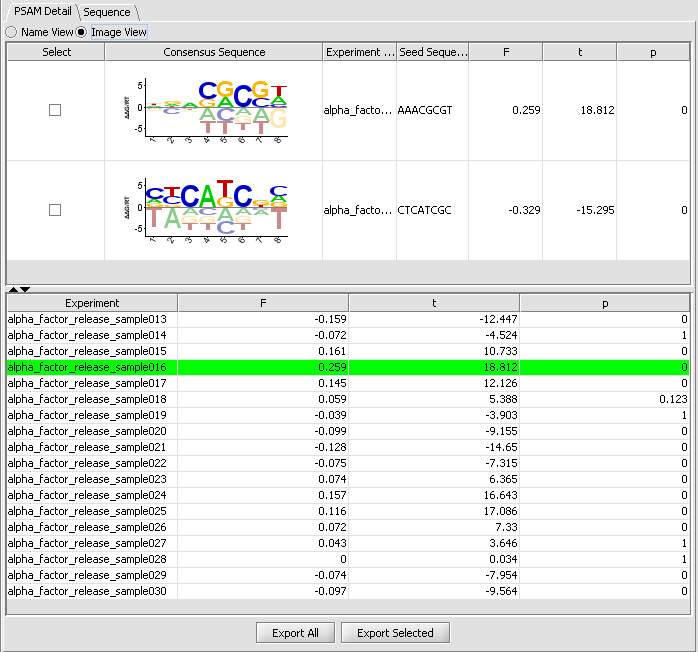 PSAM Detail Sequence
Name View Image View
Select Consensus Sequence Experiment ... Seed Seque... F t p
5
0
-5
ΔΔG/RT
1 2 3 4 5 6 7 8
alpha_facto... AAACGCGT 0.259 18.812 0
5
0
-5
ΔΔG/RT
1 2 3 4 5 6 7 8
alpha_facto... CTCATCGC -0.329 -15.295 0
Experiment F t p
alpha_factor_release_sample013 -0.159 -12.447 0
alpha_factor_release_sample014 -0.072 -4.524 1
alpha_factor_release_sample015 0.161 10.733 0
alpha_factor_release_sample016 0.259 18.812 0
alpha_factor_release_sample017 0.145 12.126 0
alpha_factor_release_sample018 0.059 5.388 0.123
alpha_factor_release_sample019 -0.039 -3.903 1
alpha_factor_release_sample020 -0.099 -9.155 0
alpha_factor_release_sample021 -0.128 -14.65 0
alpha_factor_release_sample022 -0.075 -7.315 0
alpha_factor_release_sample023 0.074 6.365 0
alpha_factor_release_sample024 0.157 16.643 0
alpha_factor_release_sample025 0.116 17.086 0
alpha_factor_release_sample026 0.072 7.33 0
alpha_factor_release_sample027 0.043 3.646 1
alpha_factor_release_sample028 0 0.034 1
alpha_factor_release_sample029 -0.074 -7.954 0
alpha_factor_release_sample030 -0.097 -9.564 0
Export All Export Selected